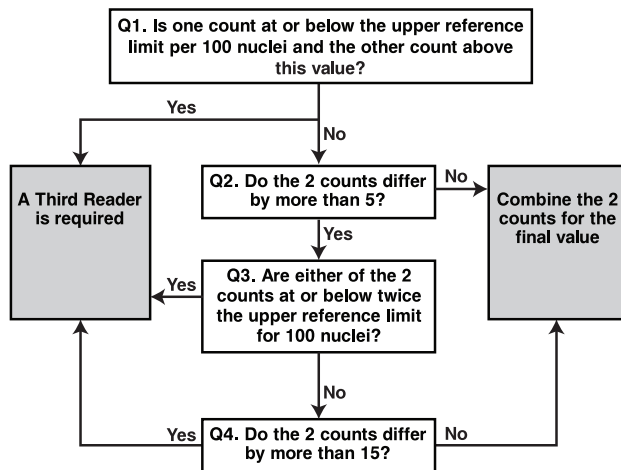 Q1. Is one count at or below the upper reference
limit per 100 nuclei and the other count above
this value?
Yes
No
A Third Reader
is required
Q2. Do the 2 counts differ
by more than 5?
No
Combine the 2
counts for the
final value
Yes
Yes
Q3. Are either of the 2
counts at or below twice
the upper reference limit
for 100 nuclei?
No
Yes
Q4. Do the 2 counts differ
by more than 15?
No